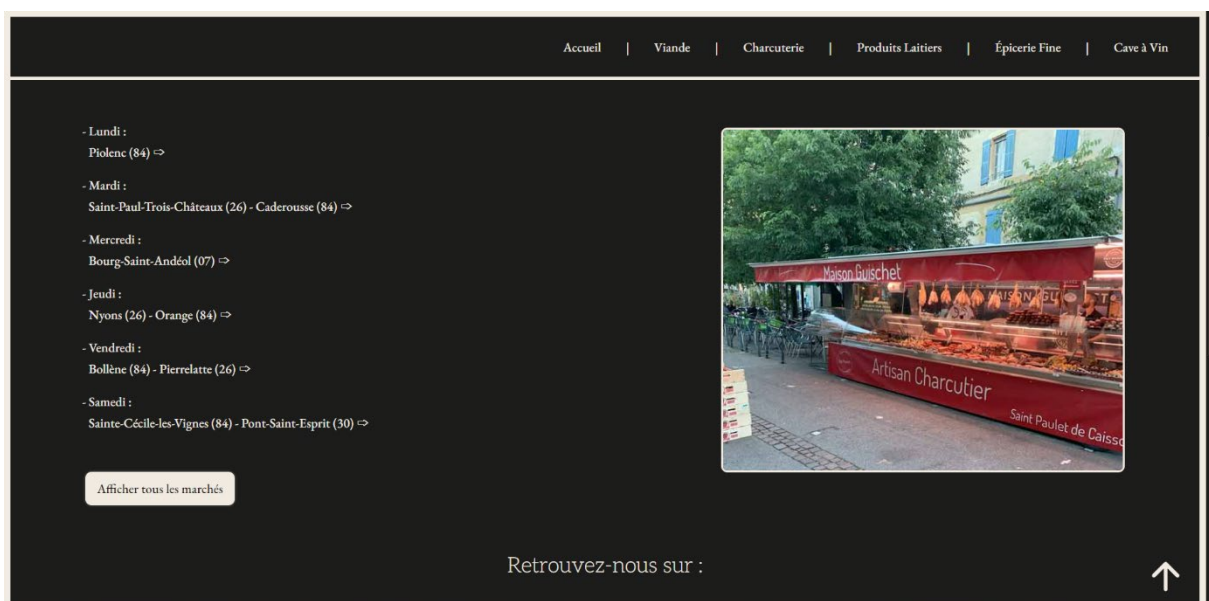 Accueil | Viande | Charcuterie | Produits Laitiers | Épicerie Fine | Cave à Vin
- Lundi :
Piolenc (84) ⇨
- Mardi :
Saint-Paul-Trois-Châteaux (26) - Caderousse (84) ⇨
- Mercredi :
Bourg-Saint-Andéol (07) ⇨
- Jeudi :
Nyons (26) - Orange (84) ⇨
- Vendredi :
Bollène (84) - Pierrelatte (26) ⇨
- Samedi :
Sainte-Cécile-les-Vignes (84) - Pont-Saint-Esprit (30) ⇨
Afficher tous les marchés
Maison Guischet
MAISON GU
Artisan Charcutier
Saint Paulet de Caisso
Retrouvez-nous sur :